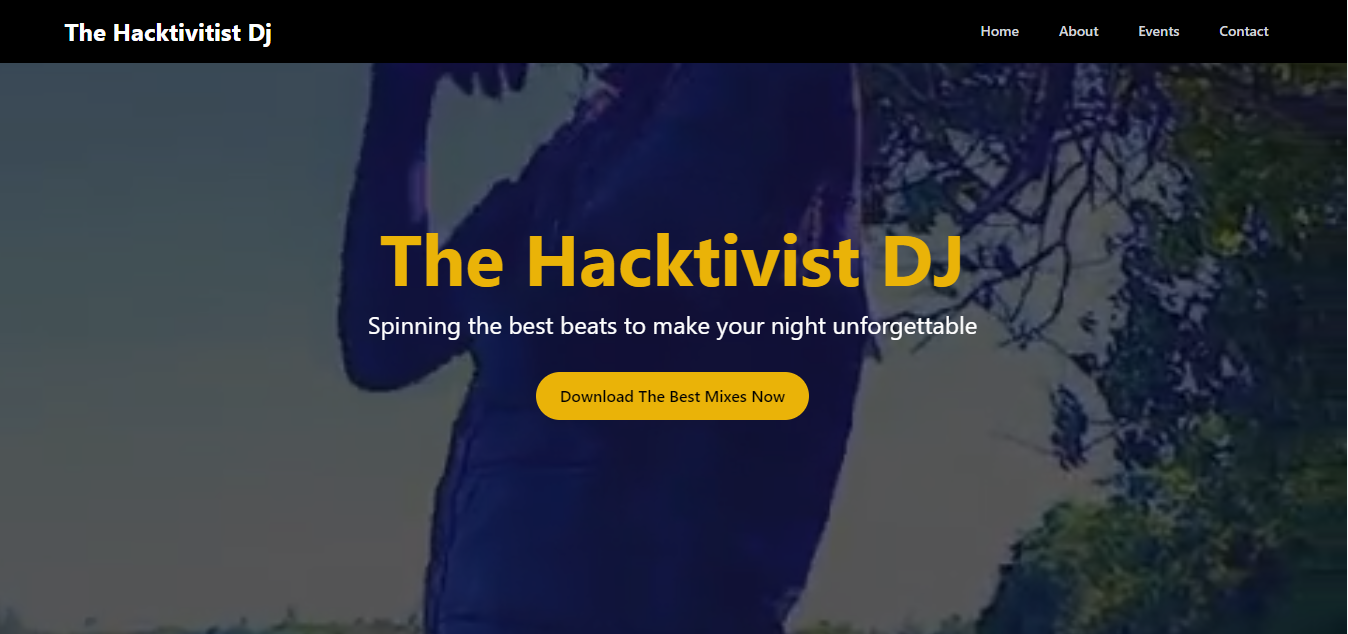 The Hacktivitist Dj
Home About Events Contact
The Hacktivist DJ
Spinning the best beats to make your night unforgettable
Download The Best Mixes Now